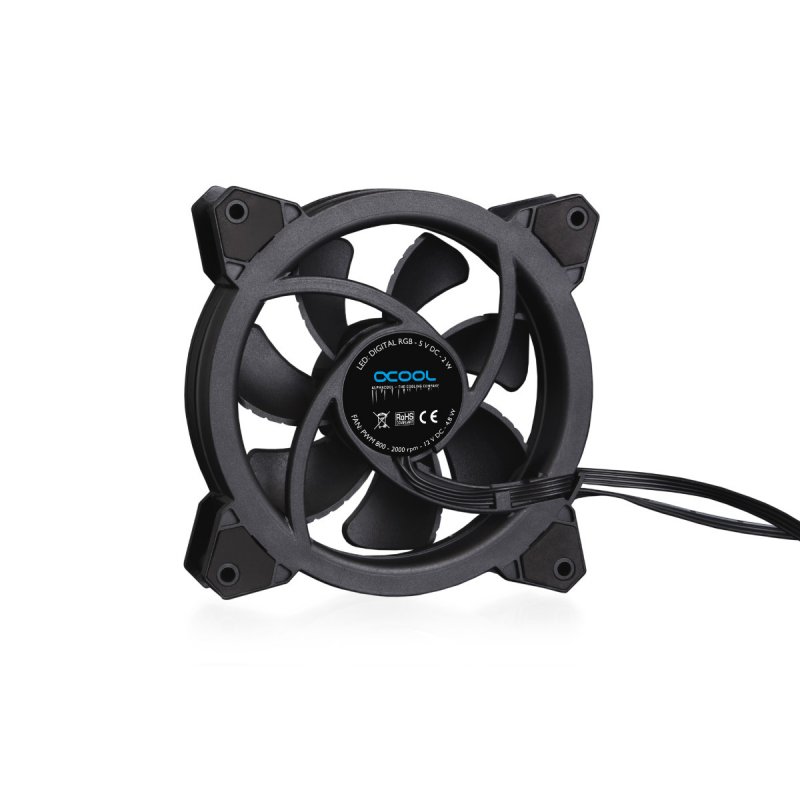 LED: DIGITAL RGB - 5 V DC - 2 W
OCOOL
ALPHACOOL - THE COOLING COMPANY
RoHS
COMPLIANT
CE
FAN: PWM 800 - 2000 rpm - 12 V DC - 4,8 W